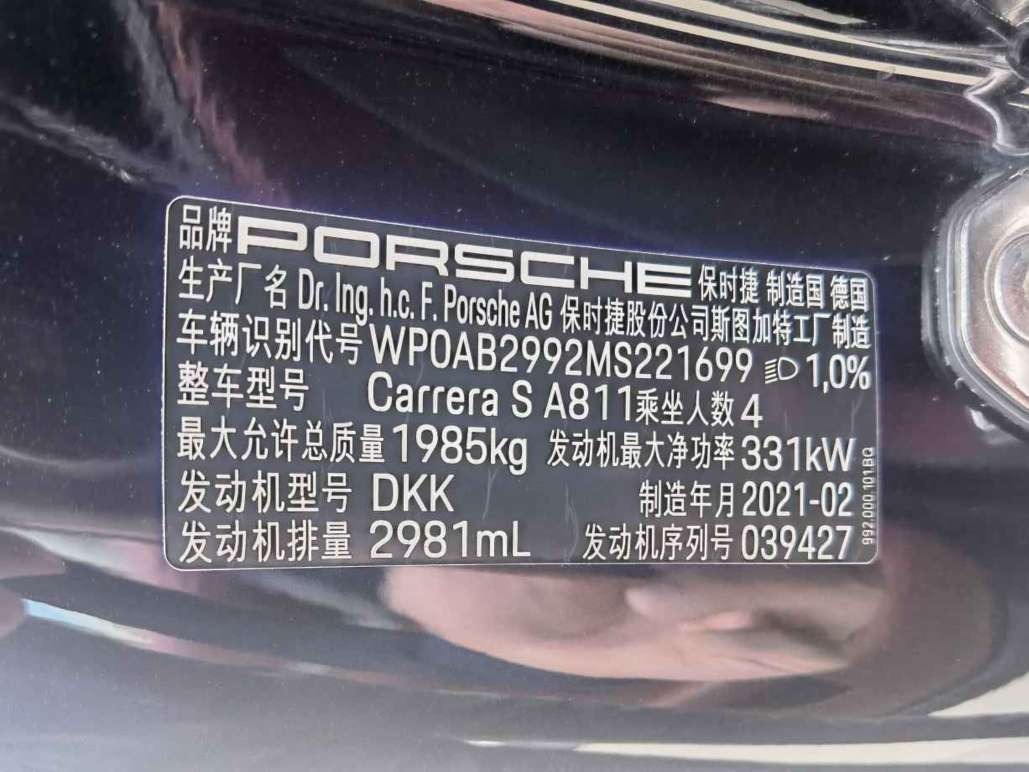 品牌 PORSCHE 保时捷 制造国 德国
生产厂名 Dr. Ing. h.c. F. Porsche AG 保时捷股份公司斯图加特工厂制造
车辆识别代号 WP0AB2992MS221699 1,0%
整车型号 Carrera S A811 乘坐人数 4
最大允许总质量 1985kg 发动机最大净功率 331kW
发动机型号 DKK 制造年月 2021-02
发动机排量 2981mL 发动机序列号 039427
992.000.101.BQ